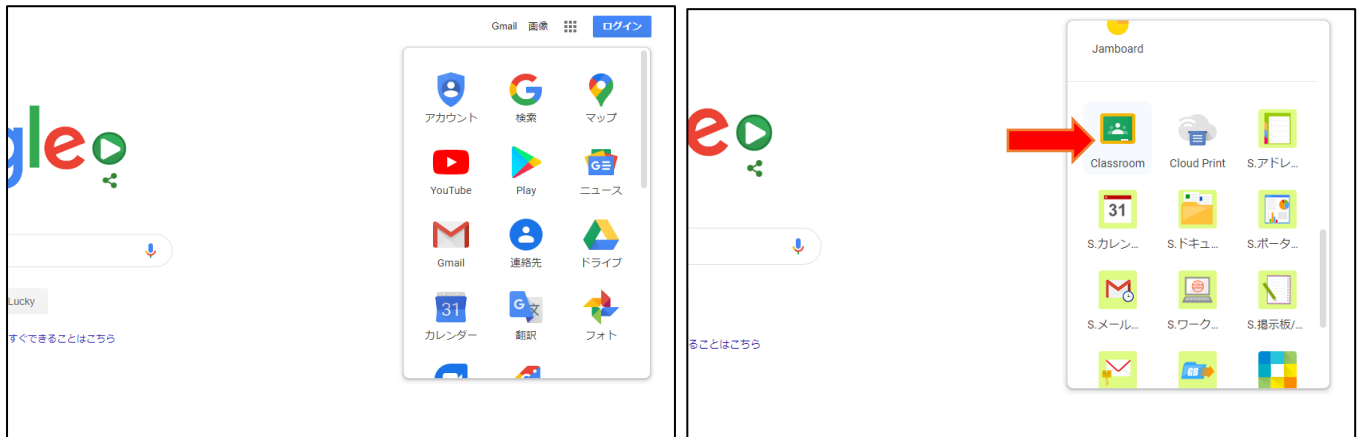 Gmail 画像 ログイン
アカウント 検索 マップ
YouTube Play ニュース
Gmail 連絡先 ドライブ
31
カレンダー 翻訳 フォト
gle
Lucky
すぐできることはこちら
Jamboard
Classroom Cloud Print S.アドレ...
31
S.カレン... S.ドキュ... S.ポータ...
S.メール... S.ワーク... S.掲示板/...
GB
e
ることはこちら